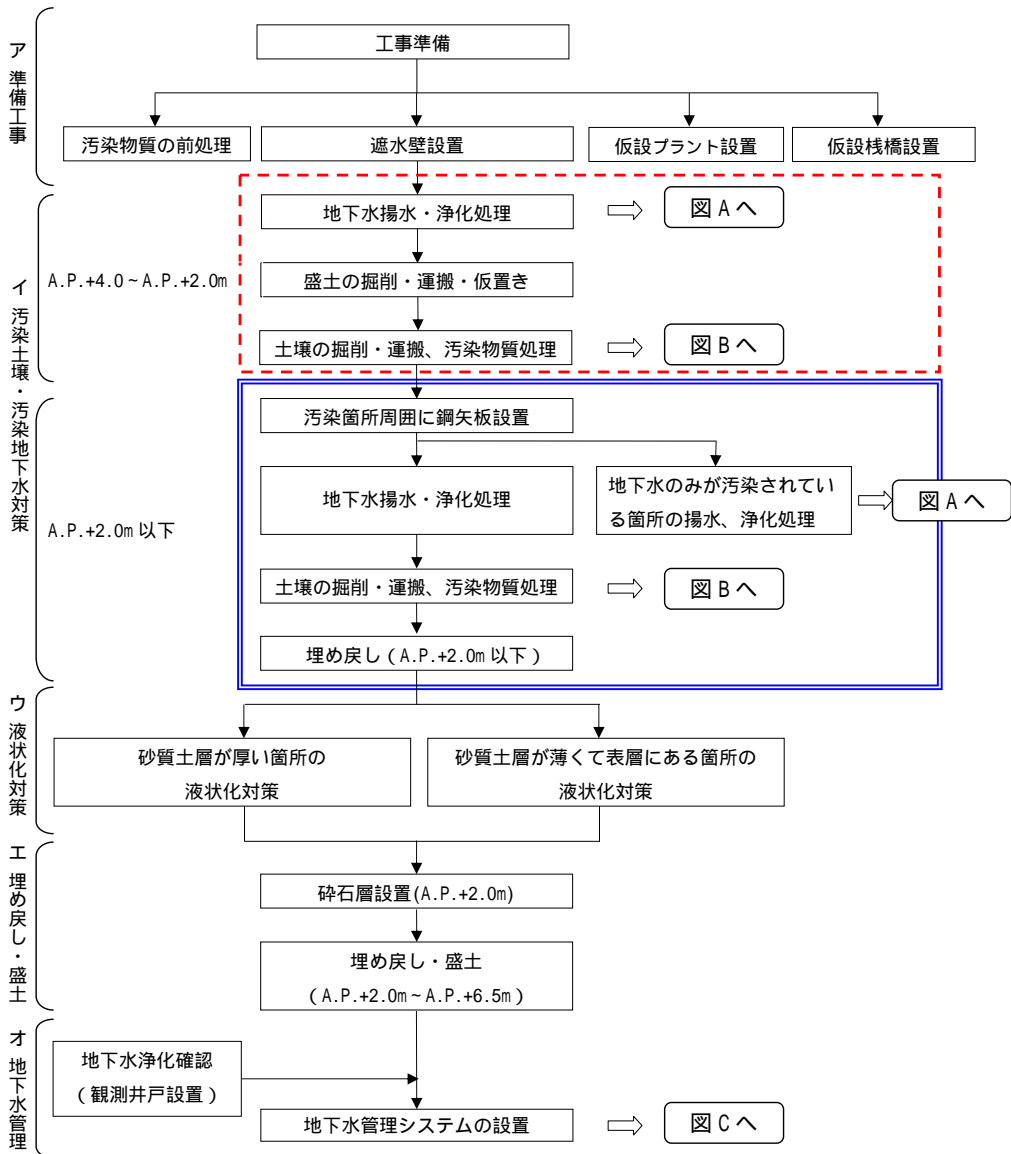 ア 準備工事
工事準備
汚染物質の前処理
遮水壁設置
仮設プラント設置
仮設桟橋設置
イ 汚染土壌・汚染地下水対策
A.P.+4.0~A.P.+2.0m
地下水揚水・浄化処理
図 A へ
盛土の掘削・運搬・仮置き
土壌の掘削・運搬、汚染物質処理
図 B へ
A.P.+2.0m 以下
汚染箇所周囲に鋼矢板設置
地下水揚水・浄化処理
地下水のみが汚染されてい
る箇所の揚水、浄化処理
図 A へ
土壌の掘削・運搬、汚染物質処理
図 B へ
埋め戻し（A.P.+2.0m 以下）
ウ 液状化対策
砂質土層が厚い箇所の
液状化対策
砂質土層が薄くて表層にある箇所の
液状化対策
エ 埋め戻し・盛土
砕石層設置(A.P.+2.0m)
埋め戻し・盛土
（A.P.+2.0m~A.P.+6.5m）
オ 地下水管理
地下水浄化確認
（観測井戸設置）
地下水管理システムの設置
図 C へ